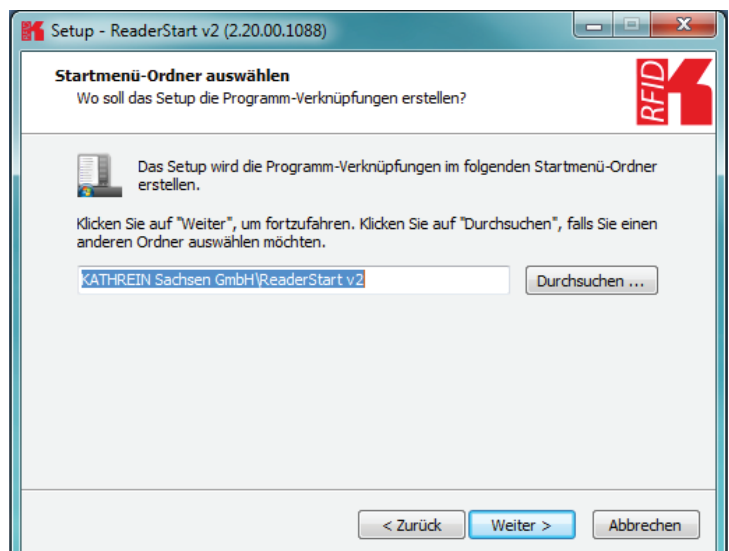 Setup - ReaderStart v2 (2.20.00.1088)
Startmenü-Ordner auswählen
Wo soll das Setup die Programm-Verknüpfungen erstellen?
RFID
Das Setup wird die Programm-Verknüpfungen im folgenden Startmenü-Ordner
erstellen.
Klicken Sie auf "Weiter", um fortzufahren. Klicken Sie auf "Durchsuchen", falls Sie einen
anderen Ordner auswählen möchten.
KATHREIN Sachsen GmbH\ReaderStart v2
Durchsuchen ...
< Zurück
Weiter >
Abbrechen